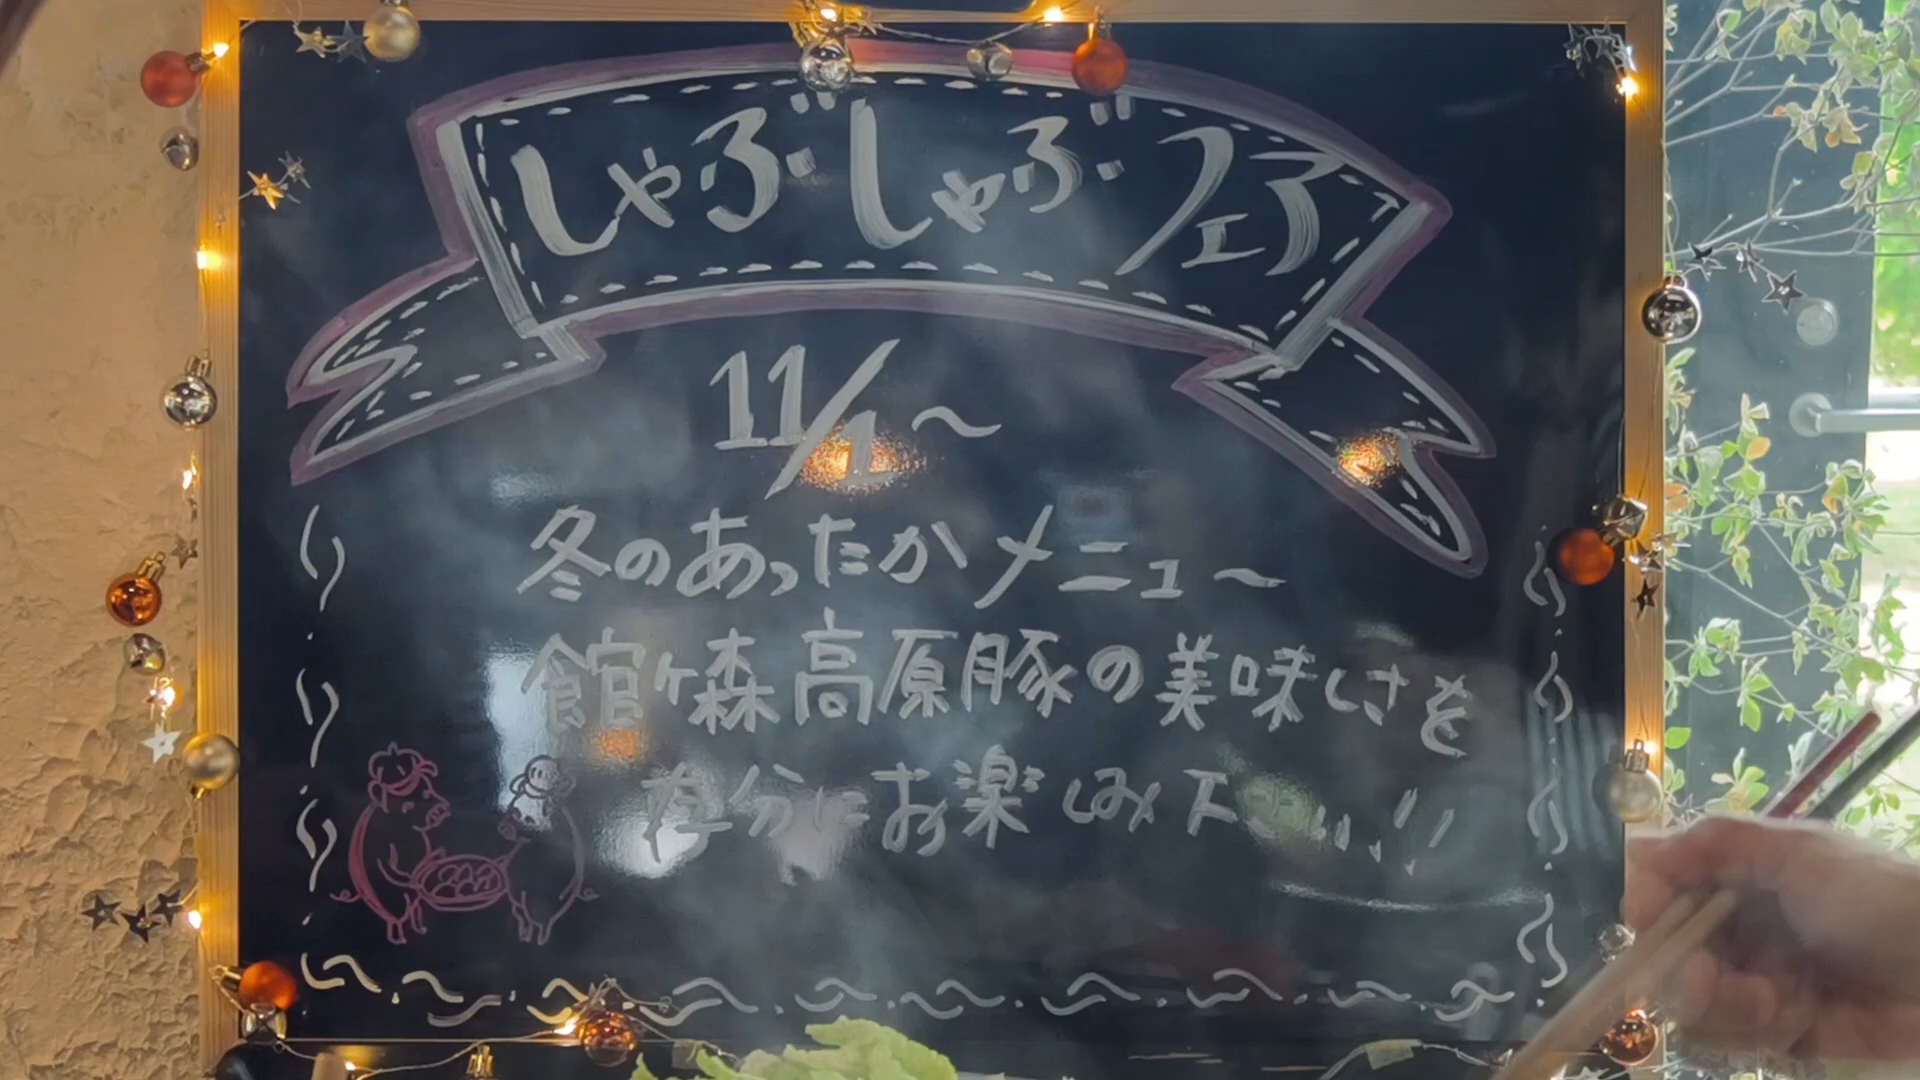 しゃぶしゃぶフェア
11/1～
冬のあったかメニュー～
館ヶ森高原豚の美味しさを
存分にお楽しみ下さい!!